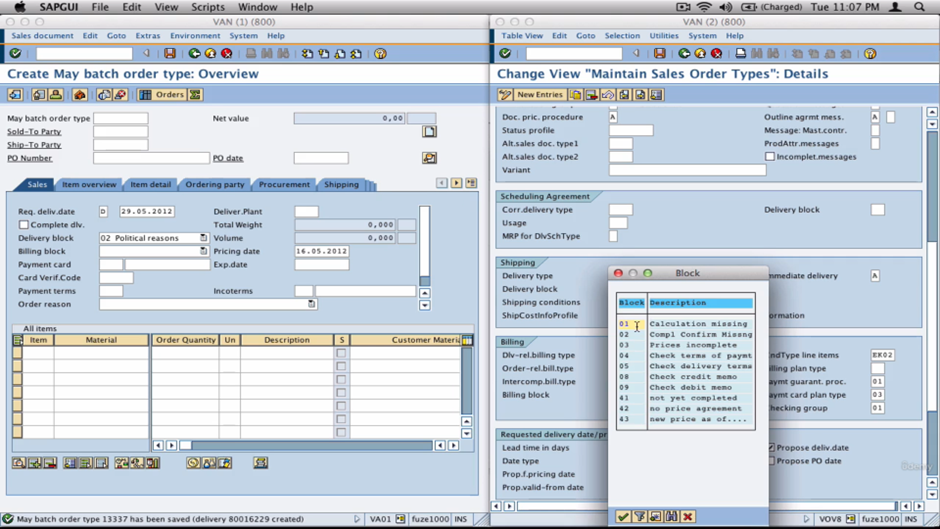 SAPGUI File Edit View Scripts Window Help (Charged) Tue 11:07 PM
VAN (1) (800)
Sales document Edit Goto Extras Environment System Help
Create May batch order type: Overview
Orders
May batch order type Net value 0,00
Sold-To Party
Ship-To Party
PO Number PO date
Sales Item overview Item detail Ordering party Procurement Shipping
Req. deliv.date D 29.05.2012 Deliver.Plant
Complete dlv. Total Weight 0,000
Delivery block 02 Political reasons Volume 0,000
Billing block Pricing date 16.05.2012
Payment card Exp.date
Card Verif.Code
Payment terms Incoterms
Order reason
All items
Item Material Order Quantity Un Description S Customer Materia
May batch order type 13337 has been saved (delivery 80016229 created) VA01 fuze1000 INS
VAN (2) (800)
Table View Edit Goto Selection Utilities System Help
Change View "Maintain Sales Order Types": Details
New Entries
Doc. pric. procedure A Outline agrmt mess.
Status profile Message: Mast.contr.
Alt.sales doc. type1 ProdAttr.messages
Alt.sales doc. type2 Incomplet.messages
Variant
Scheduling Agreement
Corr.delivery type Delivery block
Usage
MRP for DlvSchType
Shipping
Delivery type mmediate delivery A
Delivery block
Shipping conditions
ShipCostInfoProfile nformation
Billing
Dlv-rel.billing type ndType line items EK02
Order-rel.bill.type illing plan type
Intercomp.bill.type aymt guarant. proc. 01
Billing block aymt card plan type 03
hecking group 01
Requested delivery date/pr
Lead time in days Propose deliv.date
Date type Propose PO date
Prop.f.pricing date
Prop.valid-from date
Block
Block Description
01 Calculation missing
02 Compl Confirm Missng
03 Prices incomplete
04 Check terms of paymt
05 Check delivery terms
08 Check credit memo
09 Check debit memo
41 not yet completed
42 no price agreement
43 new price as of....
VOV8 fuze1000 INS